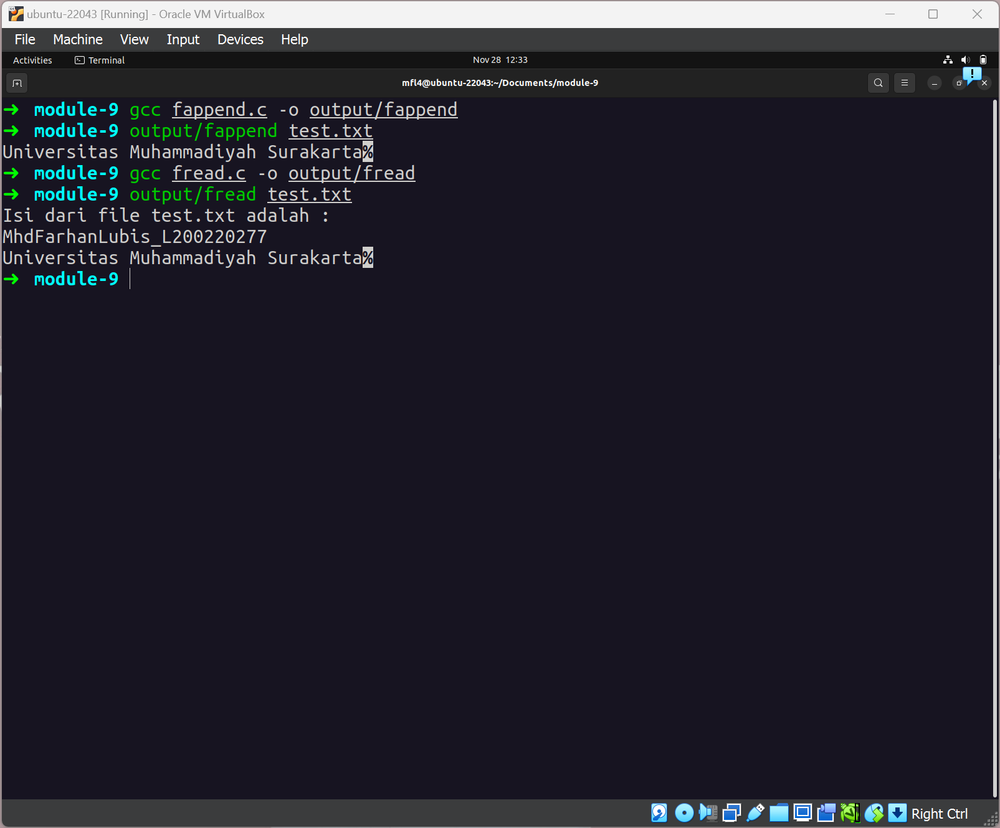 ubuntu-22043 [Running] - Oracle VM VirtualBox
File Machine View Input Devices Help
Activities Terminal Nov 28 12:33
mfl4@ubuntu-22043:~/Documents/module-9
➜ module-9 gcc fappend.c -o output/fappend
➜ module-9 output/fappend test.txt
Universitas Muhammadiyah Surakarta%
➜ module-9 gcc fread.c -o output/fread
➜ module-9 output/fread test.txt
Isi dari file test.txt adalah :
MhdFarhanLubis_L200220277
Universitas Muhammadiyah Surakarta%
➜ module-9
Right Ctrl